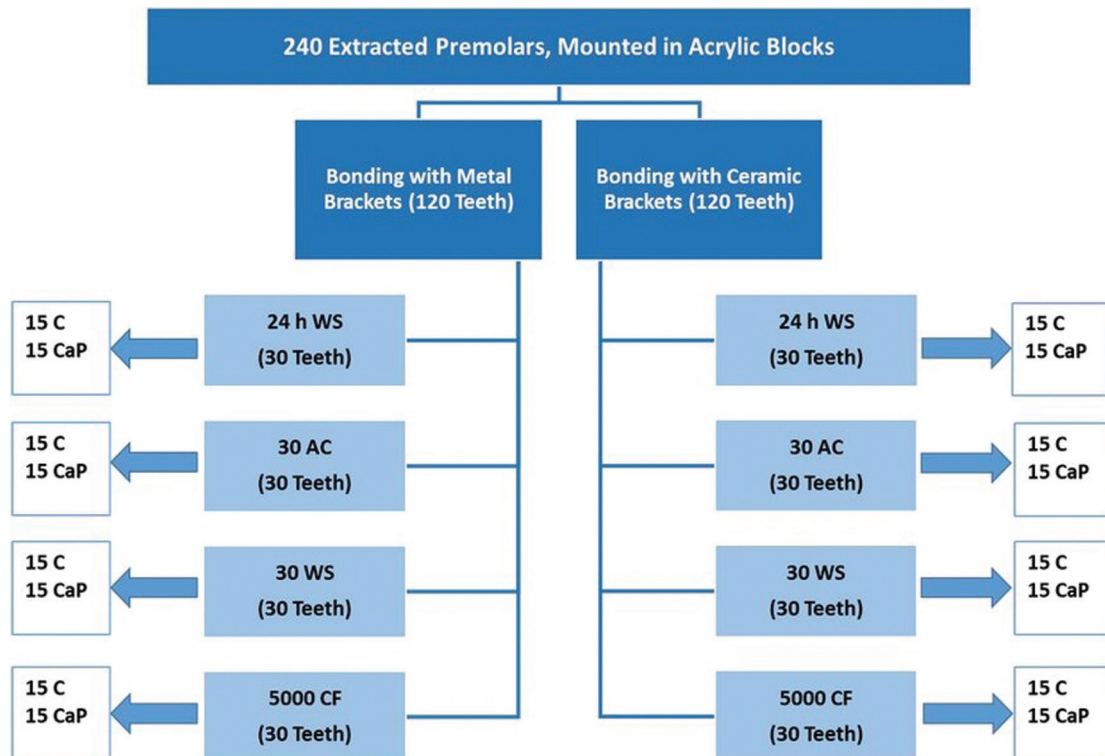 240 Extracted Premolars, Mounted in Acrylic Blocks
Bonding with Metal
Brackets (120 Teeth)
Bonding with Ceramic
Brackets (120 Teeth)
15 C
15 CaP
24 h WS
(30 Teeth)
24 h WS
(30 Teeth)
15 C
15 CaP
15 C
15 CaP
30 AC
(30 Teeth)
30 AC
(30 Teeth)
15 C
15 CaP
15 C
15 CaP
30 WS
(30 Teeth)
30 WS
(30 Teeth)
15 C
15 CaP
15 C
15 CaP
5000 CF
(30 Teeth)
5000 CF
(30 Teeth)
15 C
15 CaP